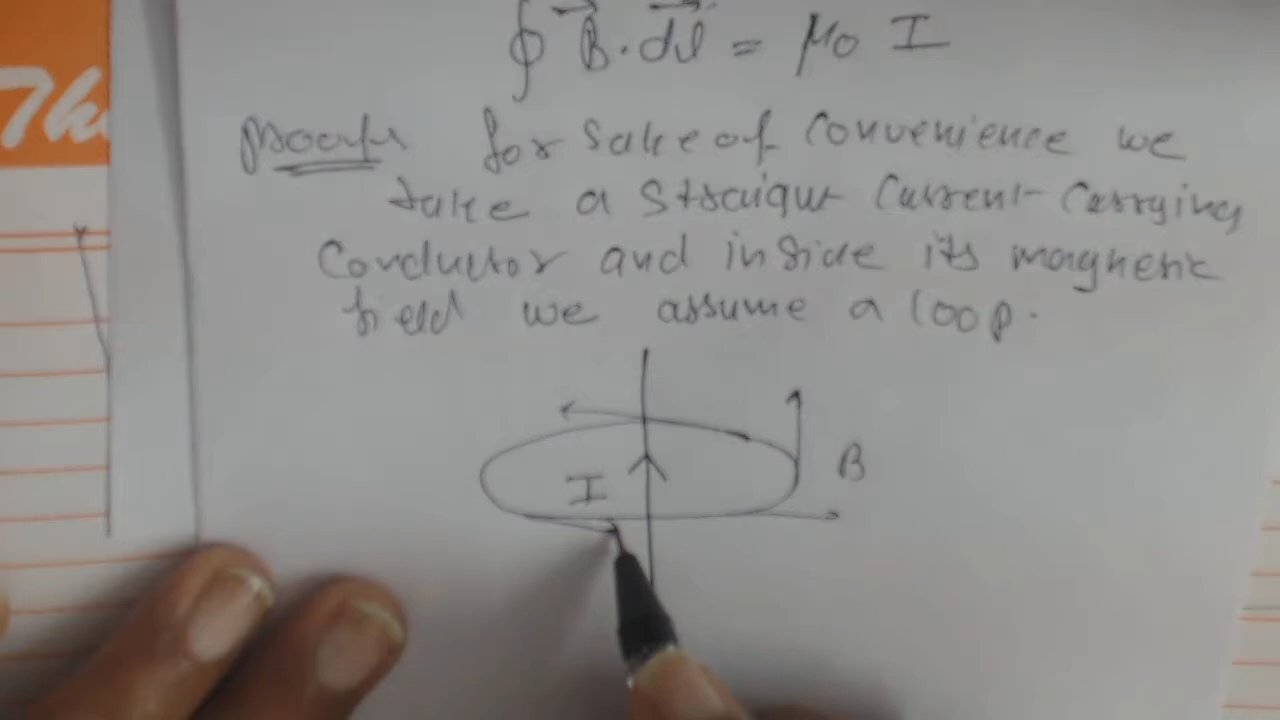 ∮ B⃗ · dl⃗ = μ₀ I
Proof: for sake of convenience we
take a straight current carrying
conductor and inside its magnetic
field we assume a loop.
I
B